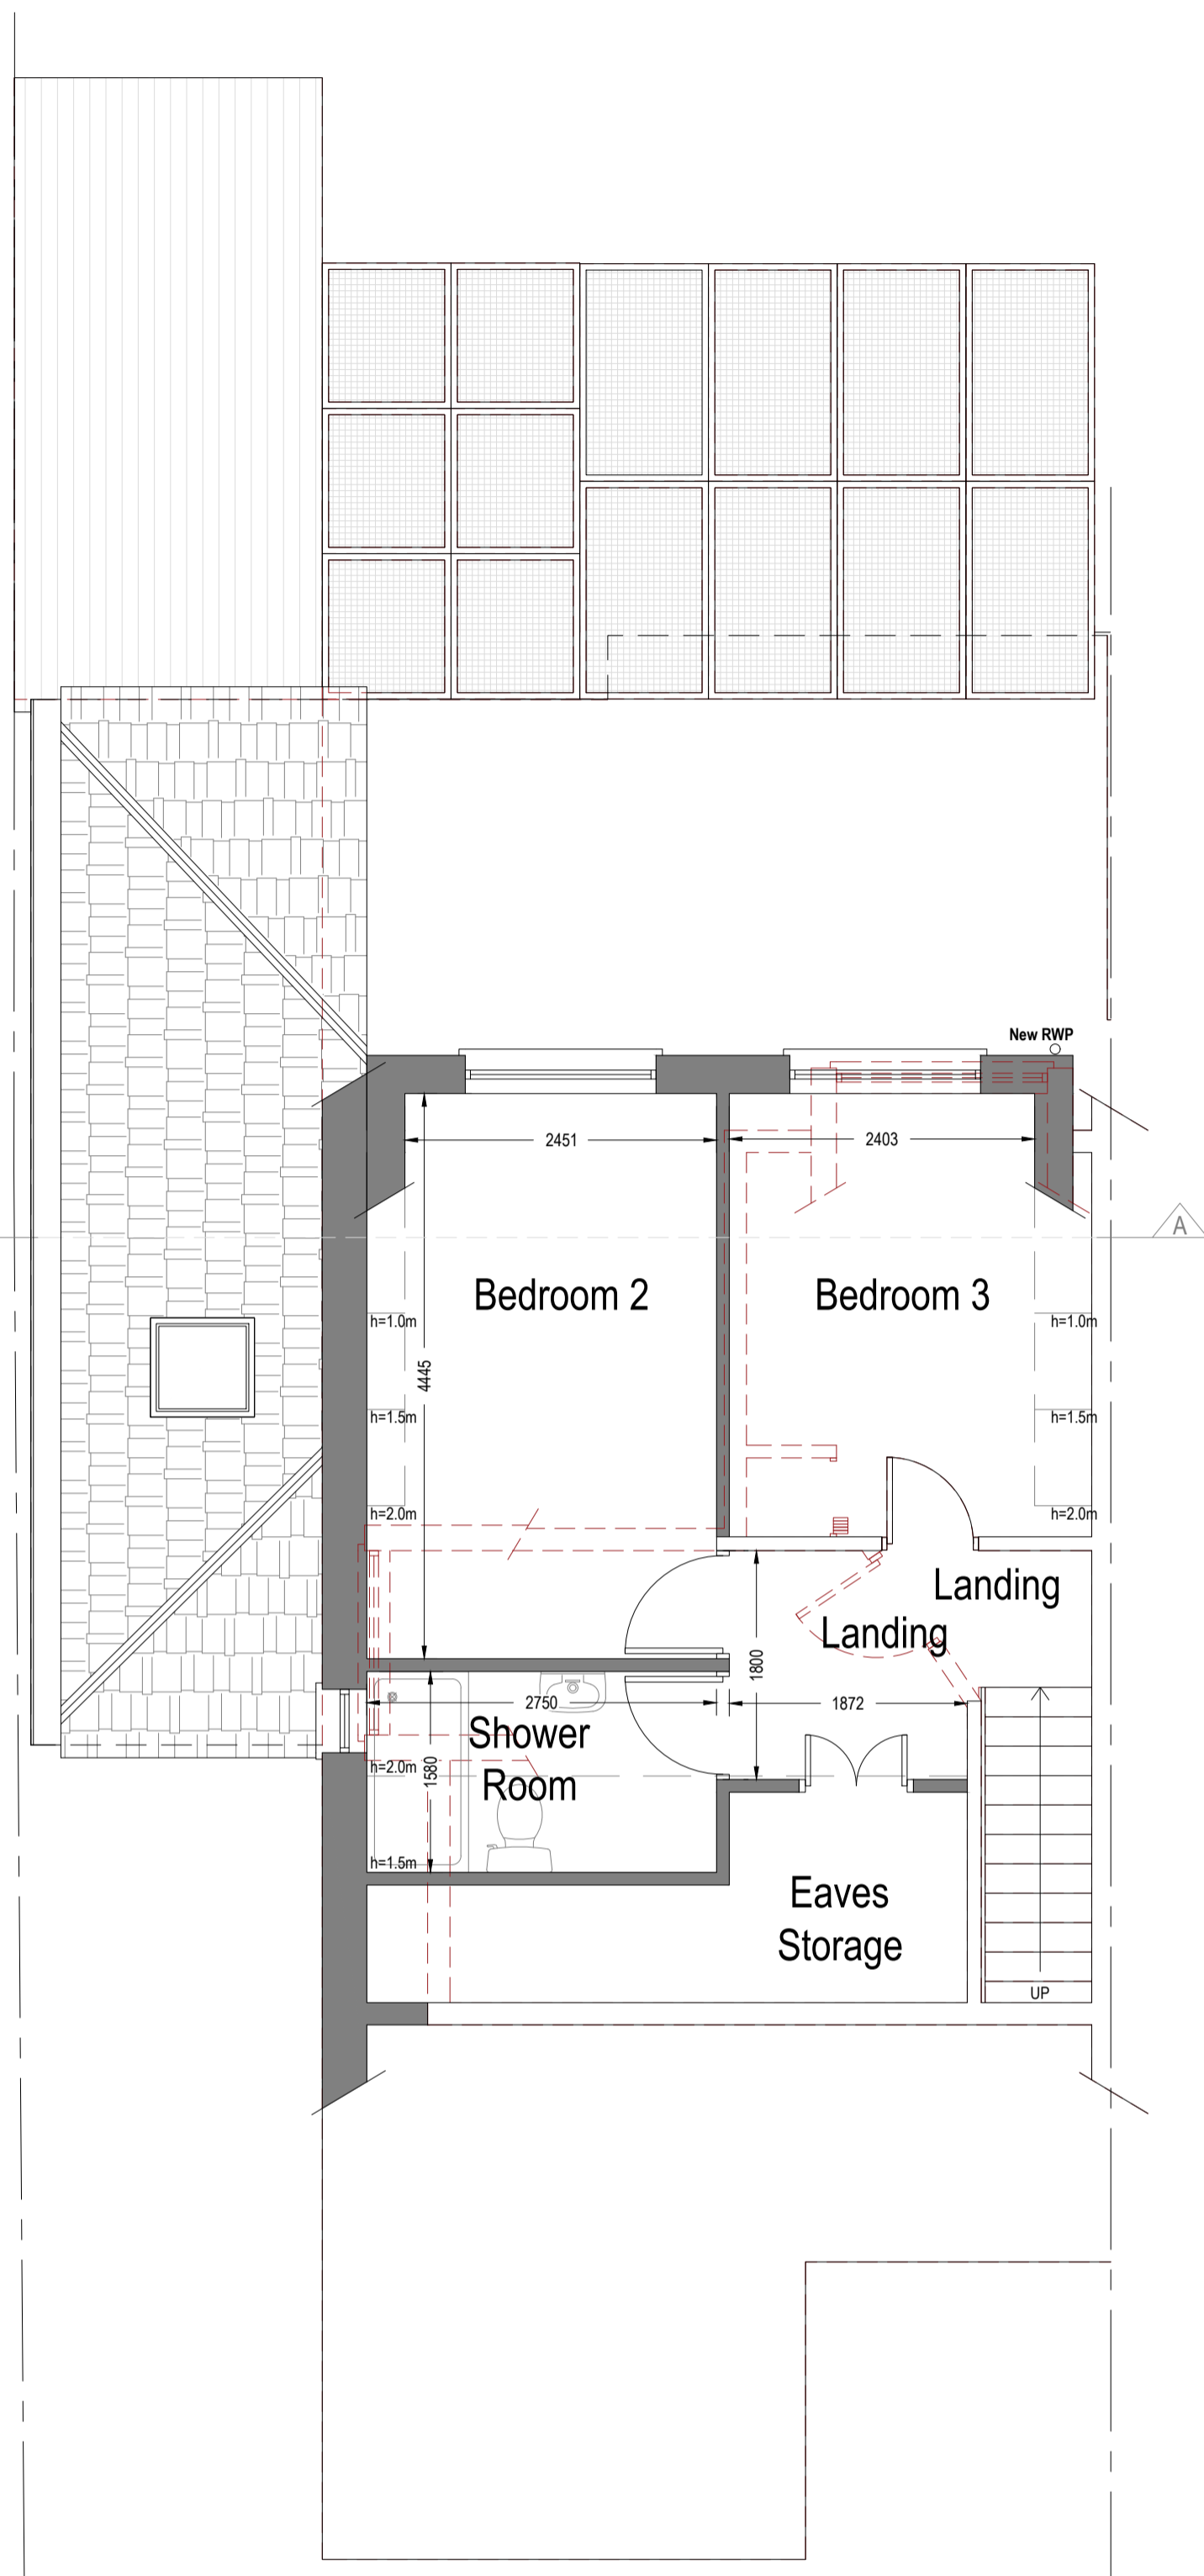 New RWP
2451
2403
A
Bedroom 2
Bedroom 3
h=1.0m
h=1.0m
4445
h=1.5m
h=1.5m
h=2.0m
h=2.0m
Landing
Landing
1800
2750
1872
Shower
Room
h=2.0m
1580
h=1.5m
Eaves
Storage
UP